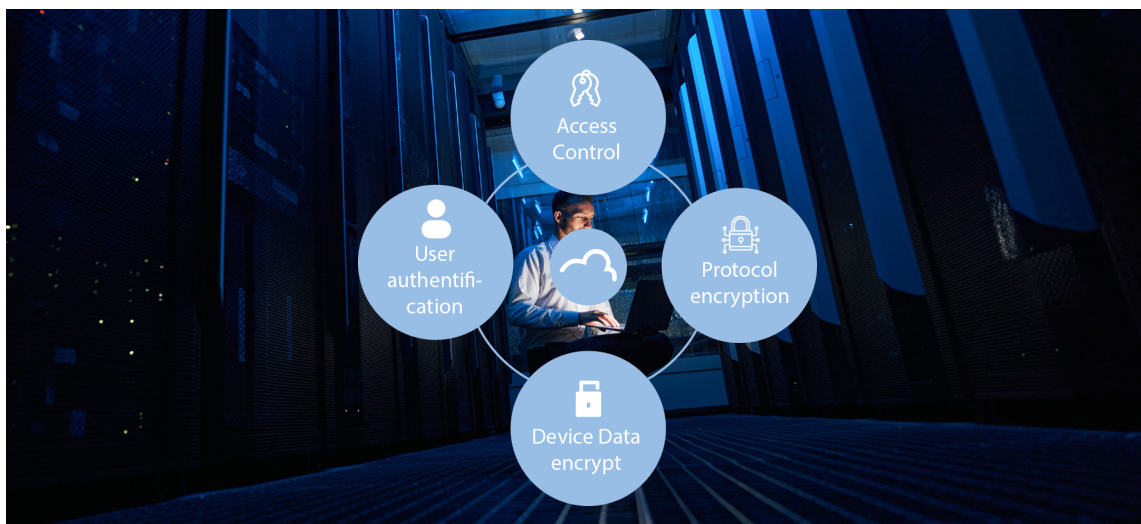 Access
Control
User
authentifi-
cation
Protocol
encryption
Device Data
encrypt